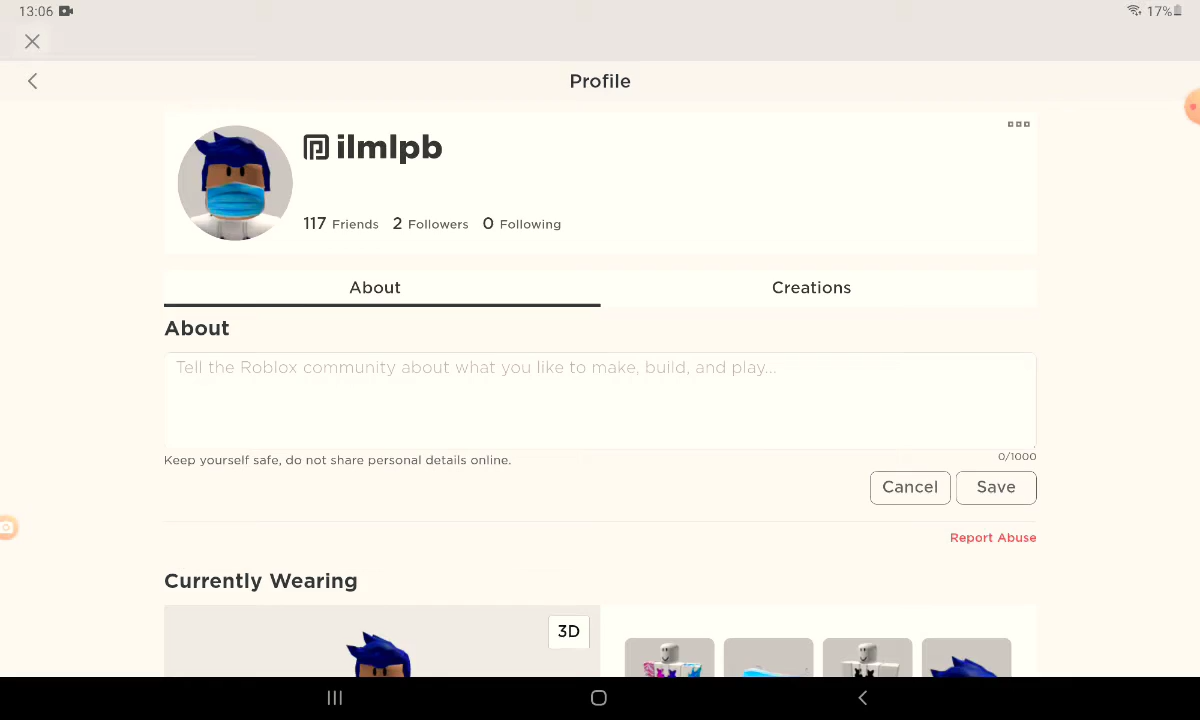 13:06
17%
Profile
ilmlpb
117 Friends 2 Followers 0 Following
About
Creations
About
Tell the Roblox community about what you like to make, build, and play...
Keep yourself safe, do not share personal details online.
0/1000
Cancel
Save
Report Abuse
Currently Wearing
3D